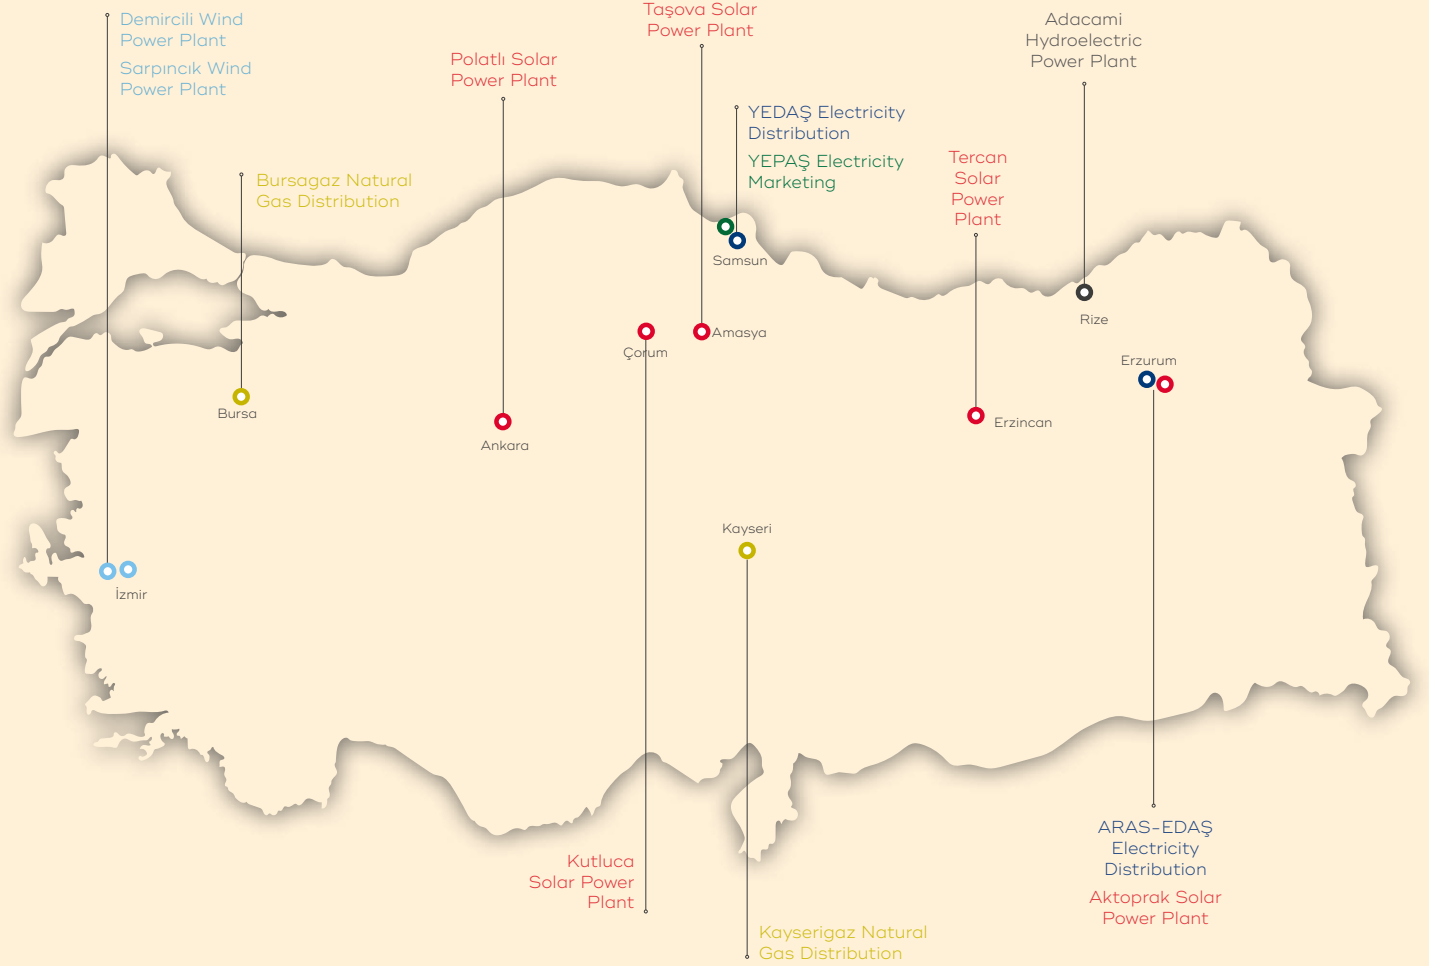 Demircili Wind
Power Plant
Sarpıncık Wind
Power Plant
Bursagaz Natural
Gas Distribution
Polatlı Solar
Power Plant
Taşova Solar
Power Plant
YEDAŞ Electricity
Distribution
YEPAŞ Electricity
Marketing
Tercan
Solar
Power
Plant
Adacami
Hydroelectric
Power Plant
Samsun
Rize
Çorum
Amasya
Erzurum
Bursa
Ankara
Erzincan
Kayseri
İzmir
Kutluca
Solar Power
Plant
Kayserigaz Natural
Gas Distribution
ARAS-EDAŞ
Electricity
Distribution
Aktoprak Solar
Power Plant